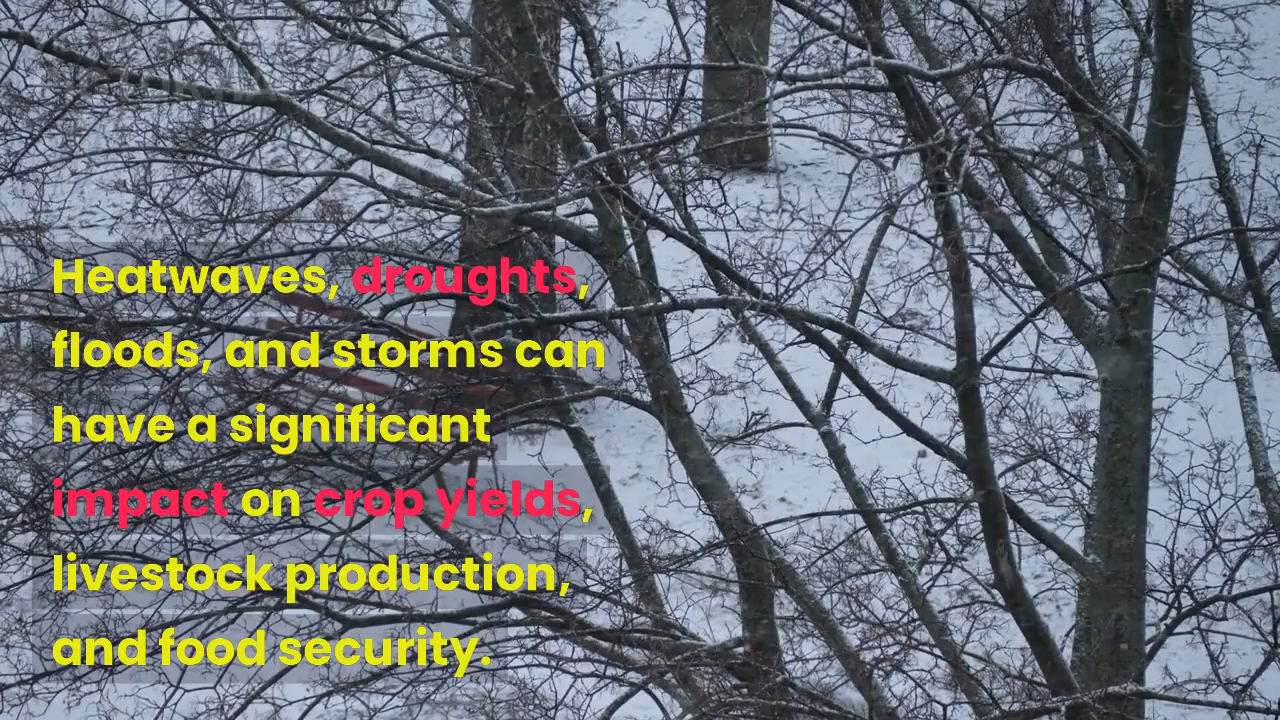 Heatwaves, droughts,
floods, and storms can
have a significant
impact on crop yields,
livestock production,
and food security.